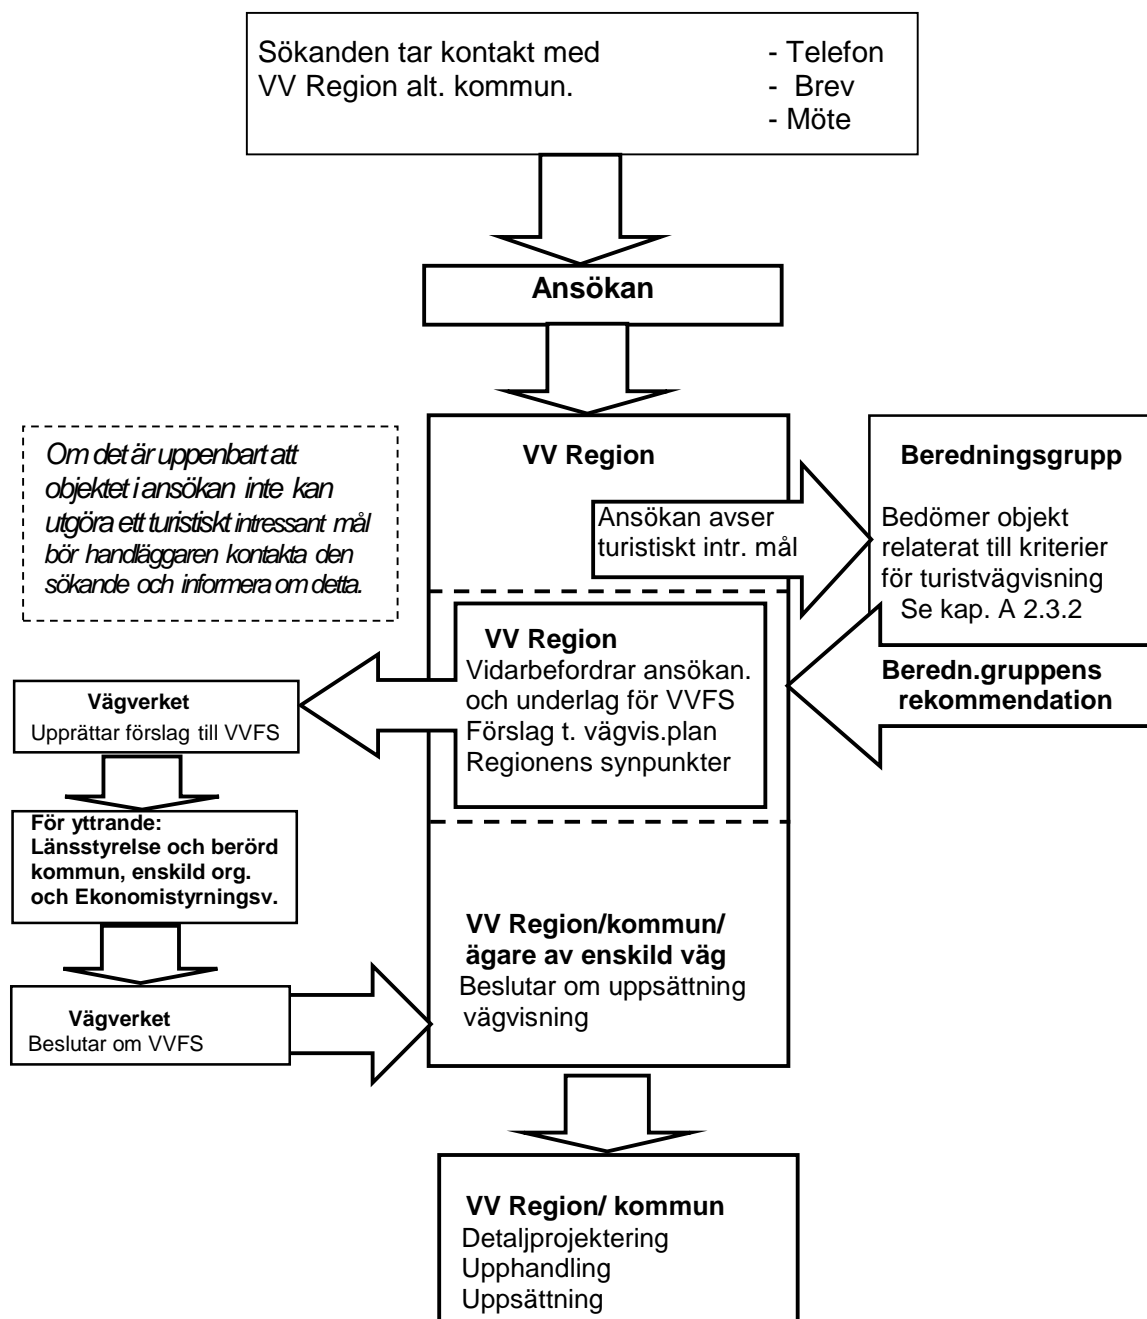 Sökanden tar kontakt med - Telefon
VV Region alt. kommun. - Brev
- Möte
Ansökan
Om det är uppenbart att
objektet i ansökan inte kan
utgöra ett turistiskt intressant mål
bör handläggaren kontakta den
sökande och informera om detta.
VV Region
Ansökan avser
turistiskt intr. mål
Beredningsgrupp
Bedömer objekt
relaterat till kriterier
för turistvägvisning
Se kap. A 2.3.2
Beredn.gruppens
rekommendation
VV Region
Vidarbefordrar ansökan.
och underlag för VVFS
Förslag t. vägvis.plan
Regionens synpunkter
Vägverket
Upprättar förslag till VVFS
För yttrande:
Länsstyrelse och berörd
kommun, enskild org.
och Ekonomistyrningsv.
Vägverket
Beslutar om VVFS
VV Region/kommun/
ägare av enskild väg
Beslutar om uppsättning
vägvisning
VV Region/ kommun
Detaljprojektering
Upphandling
Uppsättning